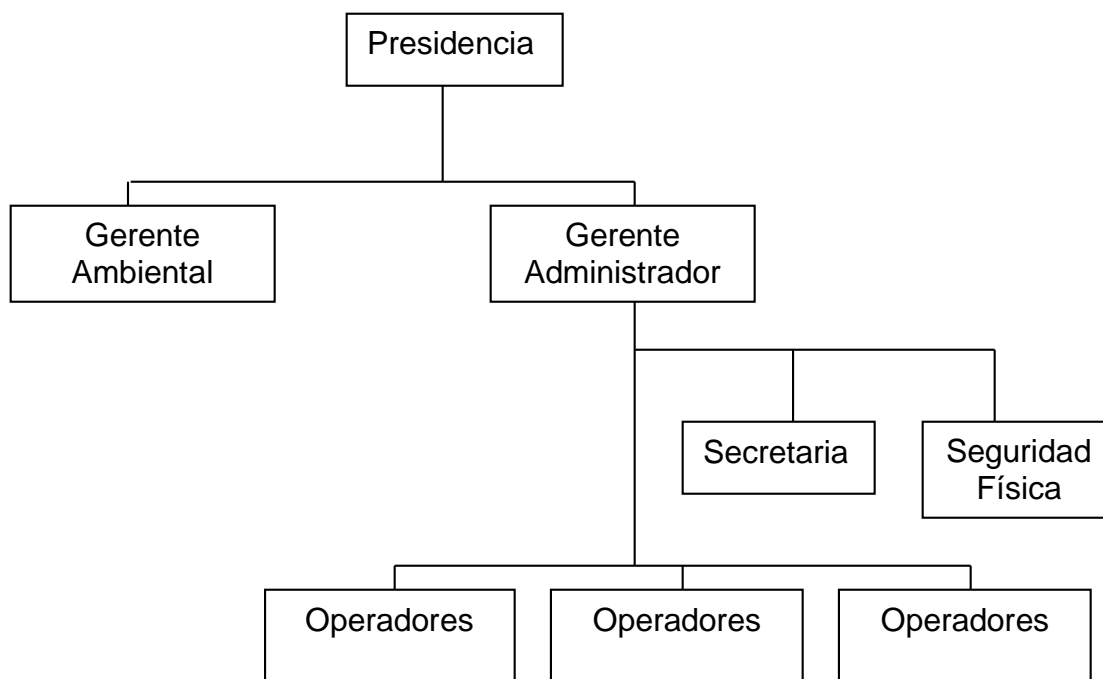 Presidencia
Gerente
Ambiental
Gerente
Administrador
Secretaria
Seguridad
Física
Operadores
Operadores
Operadores